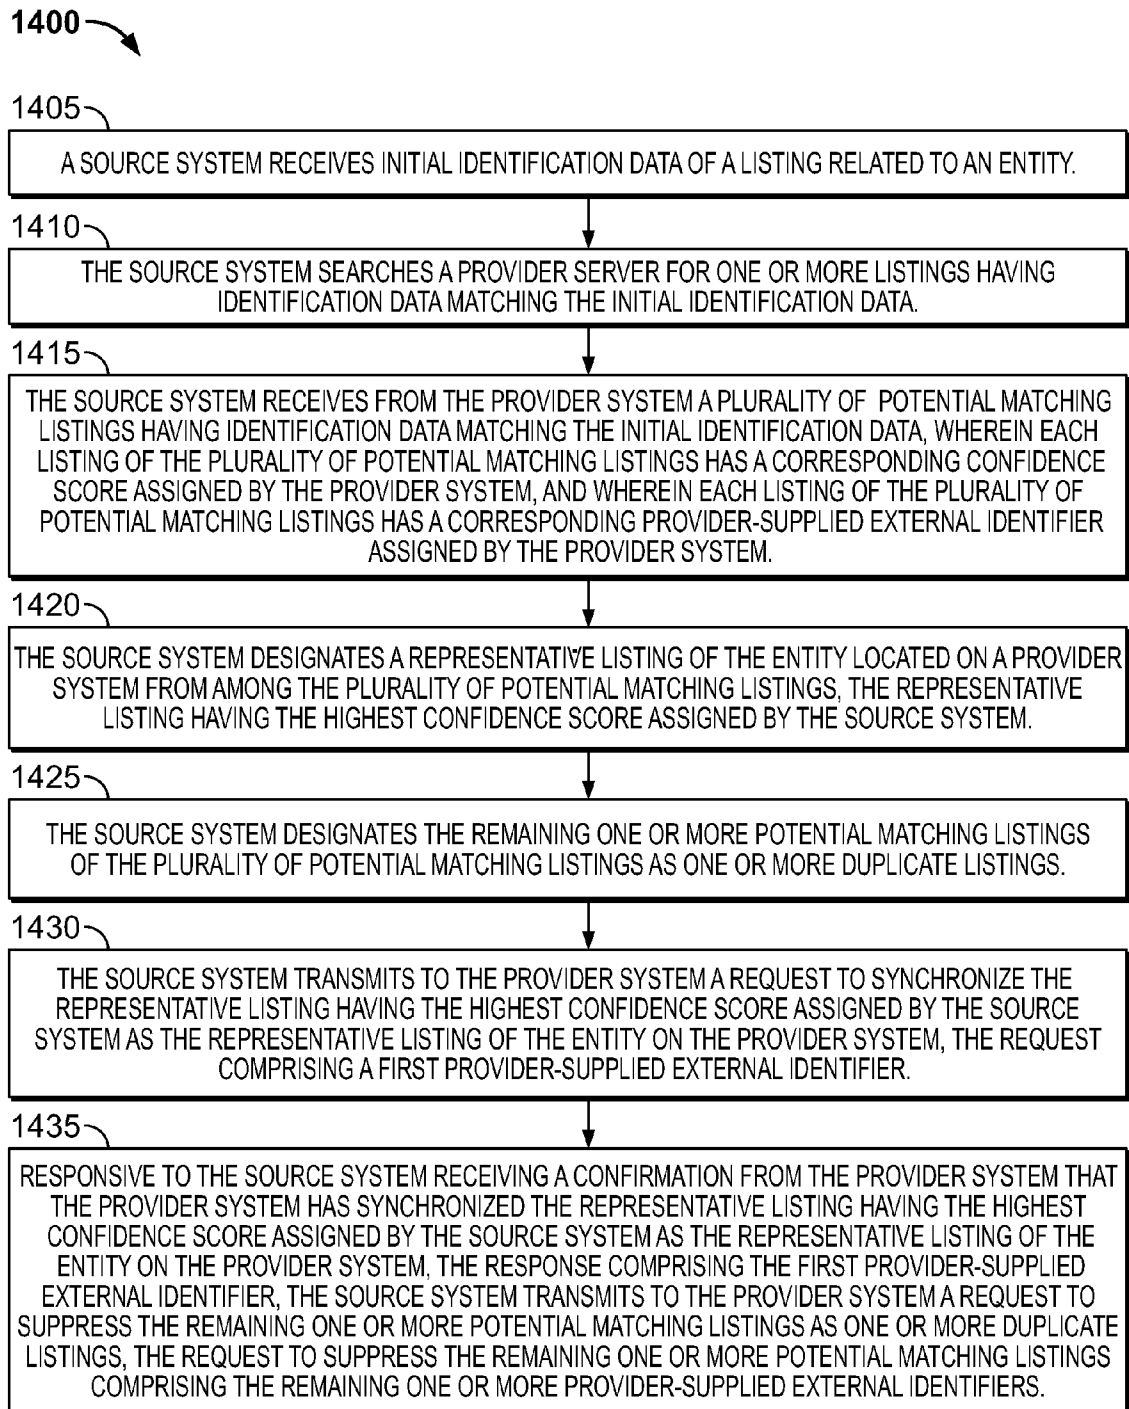 1400
1405
A SOURCE SYSTEM RECEIVES INITIAL IDENTIFICATION DATA OF A LISTING RELATED TO AN ENTITY.
1410
THE SOURCE SYSTEM SEARCHES A PROVIDER SERVER FOR ONE OR MORE LISTINGS HAVING
IDENTIFICATION DATA MATCHING THE INITIAL IDENTIFICATION DATA.
1415
THE SOURCE SYSTEM RECEIVES FROM THE PROVIDER SYSTEM A PLURALITY OF POTENTIAL MATCHING
LISTINGS HAVING IDENTIFICATION DATA MATCHING THE INITIAL IDENTIFICATION DATA, WHEREIN EACH
LISTING OF THE PLURALITY OF POTENTIAL MATCHING LISTINGS HAS A CORRESPONDING CONFIDENCE
SCORE ASSIGNED BY THE PROVIDER SYSTEM, AND WHEREIN EACH LISTING OF THE PLURALITY OF
POTENTIAL MATCHING LISTINGS HAS A CORRESPONDING PROVIDER-SUPPLIED EXTERNAL IDENTIFIER
ASSIGNED BY THE PROVIDER SYSTEM.
1420
THE SOURCE SYSTEM DESIGNATES A REPRESENTATIVE LISTING OF THE ENTITY LOCATED ON A PROVIDER
SYSTEM FROM AMONG THE PLURALITY OF POTENTIAL MATCHING LISTINGS, THE REPRESENTATIVE
LISTING HAVING THE HIGHEST CONFIDENCE SCORE ASSIGNED BY THE SOURCE SYSTEM.
1425
THE SOURCE SYSTEM DESIGNATES THE REMAINING ONE OR MORE POTENTIAL MATCHING LISTINGS
OF THE PLURALITY OF POTENTIAL MATCHING LISTINGS AS ONE OR MORE DUPLICATE LISTINGS.
1430
THE SOURCE SYSTEM TRANSMITS TO THE PROVIDER SYSTEM A REQUEST TO SYNCHRONIZE THE
REPRESENTATIVE LISTING HAVING THE HIGHEST CONFIDENCE SCORE ASSIGNED BY THE SOURCE
SYSTEM AS THE REPRESENTATIVE LISTING OF THE ENTITY ON THE PROVIDER SYSTEM, THE REQUEST
COMPRISING A FIRST PROVIDER-SUPPLIED EXTERNAL IDENTIFIER.
1435
RESPONSIVE TO THE SOURCE SYSTEM RECEIVING A CONFIRMATION FROM THE PROVIDER SYSTEM THAT
THE PROVIDER SYSTEM HAS SYNCHRONIZED THE REPRESENTATIVE LISTING HAVING THE HIGHEST
CONFIDENCE SCORE ASSIGNED BY THE SOURCE SYSTEM AS THE REPRESENTATIVE LISTING OF THE
ENTITY ON THE PROVIDER SYSTEM, THE RESPONSE COMPRISING THE FIRST PROVIDER-SUPPLIED
EXTERNAL IDENTIFIER, THE SOURCE SYSTEM TRANSMITS TO THE PROVIDER SYSTEM A REQUEST TO
SUPPRESS THE REMAINING ONE OR MORE POTENTIAL MATCHING LISTINGS AS ONE OR MORE DUPLICATE
LISTINGS, THE REQUEST TO SUPPRESS THE REMAINING ONE OR MORE POTENTIAL MATCHING LISTINGS
COMPRISING THE REMAINING ONE OR MORE PROVIDER-SUPPLIED EXTERNAL IDENTIFIERS.